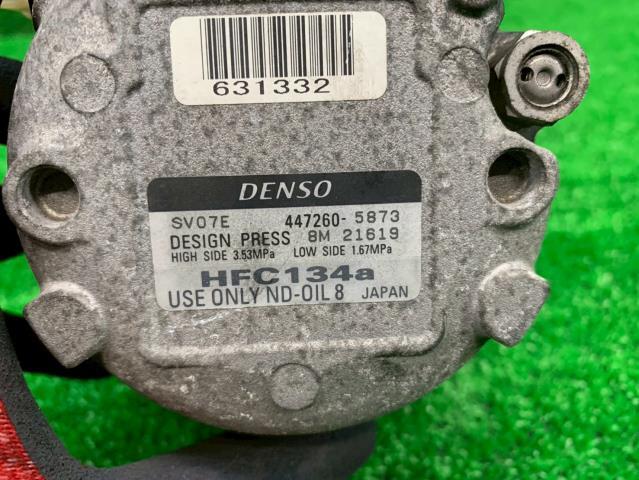 631332
DENSO
SV07E 447260-5873
DESIGN PRESS 8M 21619
HIGH SIDE 3.53MPa LOW SIDE 1.67MPa
HFC134a
USE ONLY ND-OIL 8 JAPAN